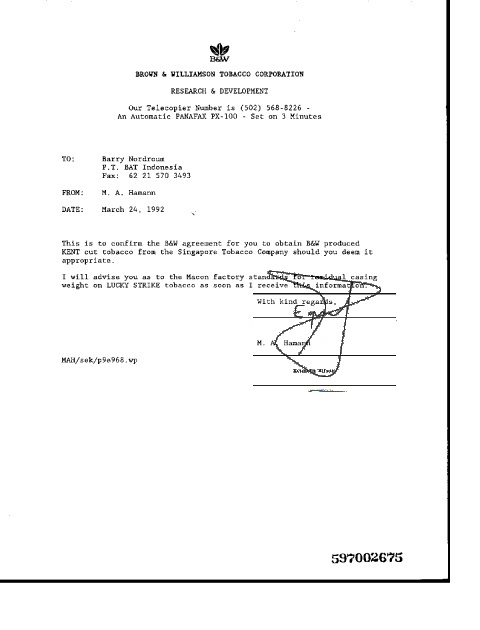 B&W
BROWN & WILLIAMSON TOBACCO CORPORATION
RESEARCH & DEVELOPMENT
Our Telecopier Number is (502) 568-8226 -
An Automatic PANAFAX PX-100 - Set on 3 Minutes
TO: Barry Nordroum
P.T. BAT Indonesia
Fax: 62 21 570 3493
FROM: M. A. Hamann
DATE: March 24, 1992
This is to confirm the B&W agreement for you to obtain B&W produced
KENT cut tobacco from the Singapore Tobacco Company should you deem it
appropriate.
I will advise you as to the Macon factory standards for residual casing
weight on LUCKY STRIKE tobacco as soon as I receive this information.
With kind regards,
M. A. Hamann
MAH/sek/p9e968.wp
597002675